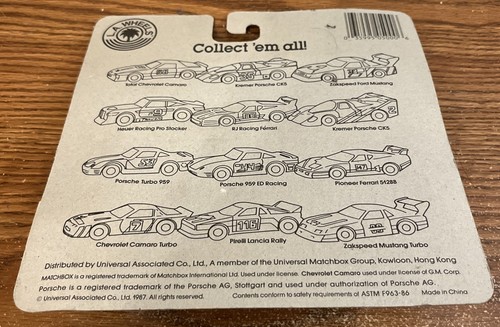 L.A. WHEELS
Collect 'em all!
Total Chevrolet Camaro
Kremer Porsche CK5
Zakspeed Ford Mustang
Heuer Racing Pro Stocker
RJ Racing Ferrari
Kremer Porsche CK5
Porsche Turbo 959
Porsche 959 ED Racing
Pioneer Ferrari 512BB
Chevrolet Camaro Turbo
Pirelli Lancia Rally
Zakspeed Mustang Turbo
Distributed by Universal Associated Co., Ltd., A member of the Universal Matchbox Group, Kowloon, Hong Kong
MATCHBOX is a registered trademark of Matchbox International Ltd. Used under license. Chevrolet Camaro used under license of G.M. Corp.
Porsche is a registered trademark of the Porsche AG, Stuttgart and used under authorization of Porsche AG.
© Universal Associated Co., Ltd. 1987. All rights reserved. Contents conform to safety requirements of ASTM F963-86 Made in China